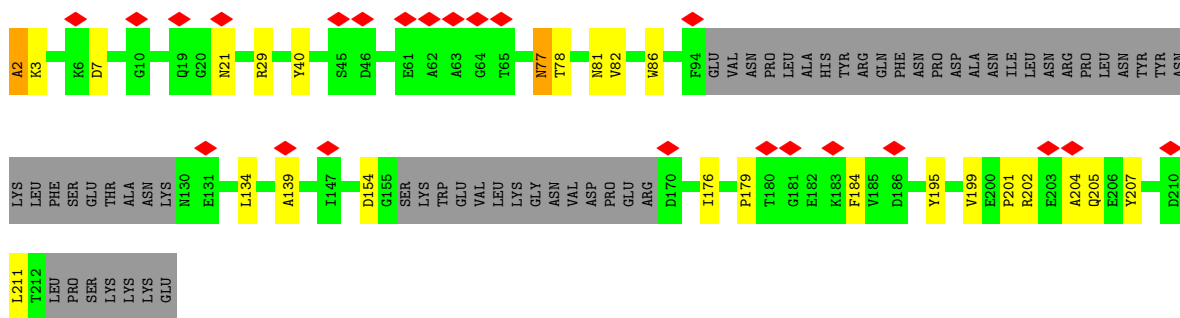 A2 K3 K6 D7 G10 Q19 G20 N21 R29 Y40 S45 D46 E61 A62 A63 G64 T65 N77 T78 N81 V82 W86 F94 GLU VAL ASN PRO LEU ALA HIS TYR ARG GLN PHE ASN PRO ASP ALA ASN ILE LEU ASN ARG PRO LEU ASN TYR TYR ASN
LYS LEU PHE SER GLU THR ALA ASN LYS N130 E131 L134 A139 I147 D154 G155 SER LYS TRP GLU VAL LEU LYS GLY ASN VAL ASP PRO GLU ARG D170 I176 P179 T180 G181 E182 K183 F184 V185 D186 Y195 V199 E200 P201 R202 E203 A204 Q205 E206 Y207 D210
L211 T212 LEU PRO SER LYS LYS LYS GLU